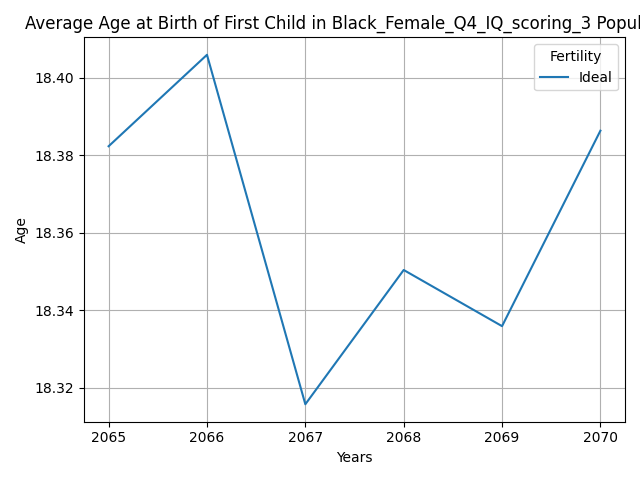 Average Age at Birth of First Child in Black_Female_Q4_IQ_scoring_3 Popul
Fertility
Ideal
18.40
18.38
18.36
18.34
18.32
Age
2065 2066 2067 2068 2069 2070
Years